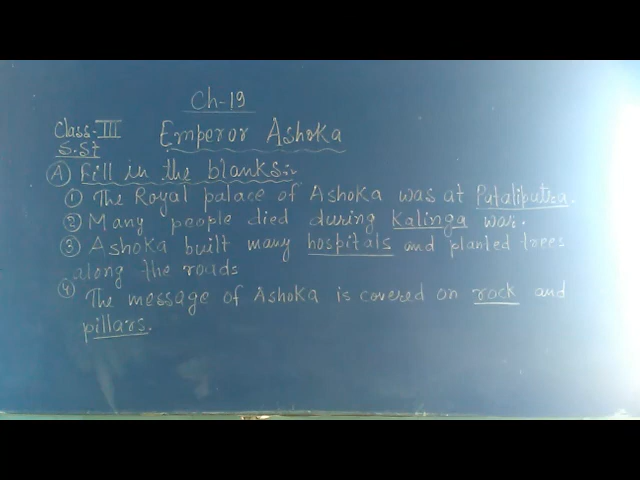 Ch-19
Class-III Emperor Ashoka
S.St
(A) Fill in the blanks:-
① The Royal palace of Ashoka was at Pataliputra.
② Many people died during Kalinga war.
③ Ashoka built many hospitals and planted trees
along the roads
④ The message of Ashoka is covered on rock and
pillars.